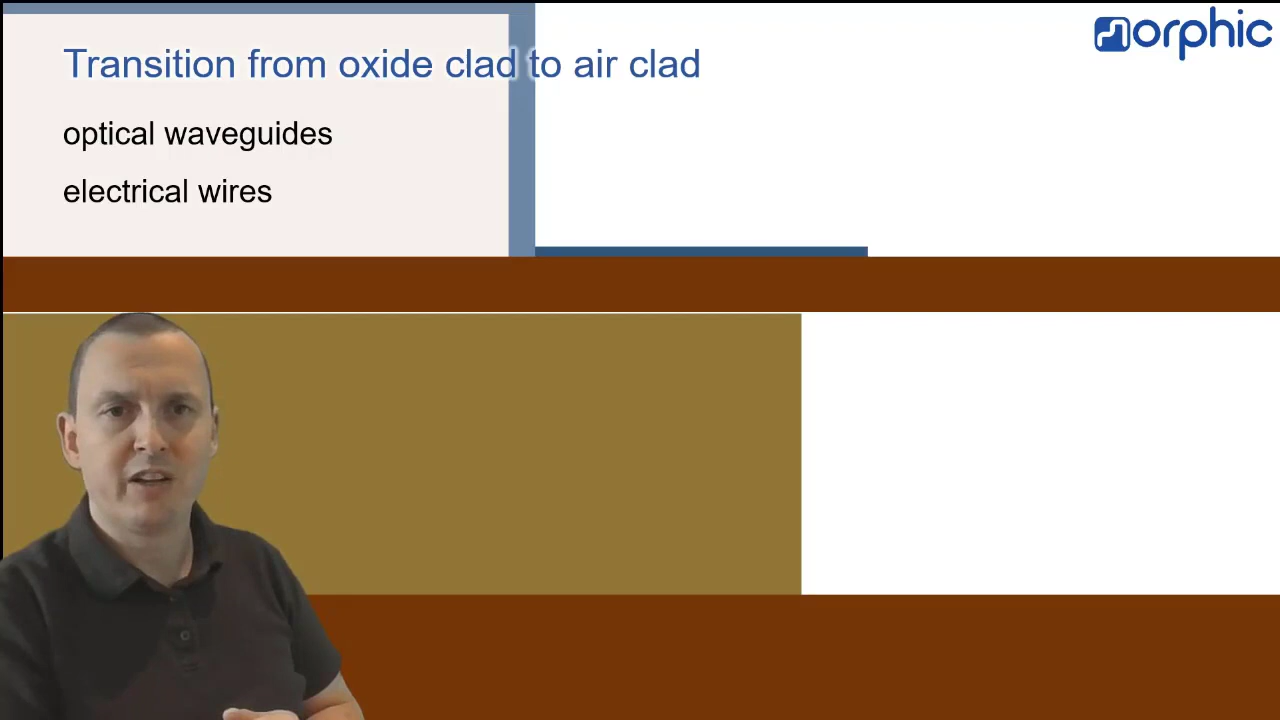 Transition from oxide clad to air clad
morphic
optical waveguides
electrical wires